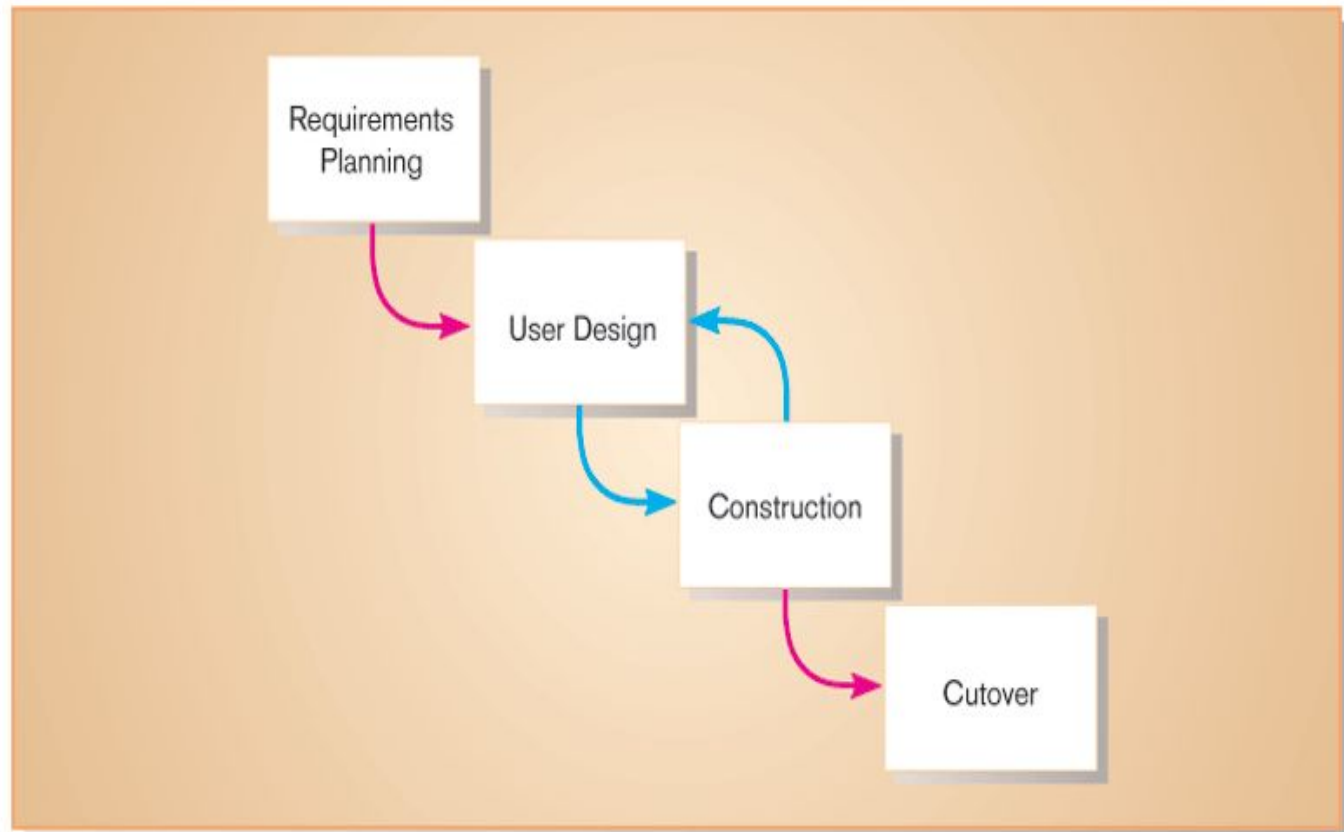 Requirements
Planning
User Design
Construction
Cutover